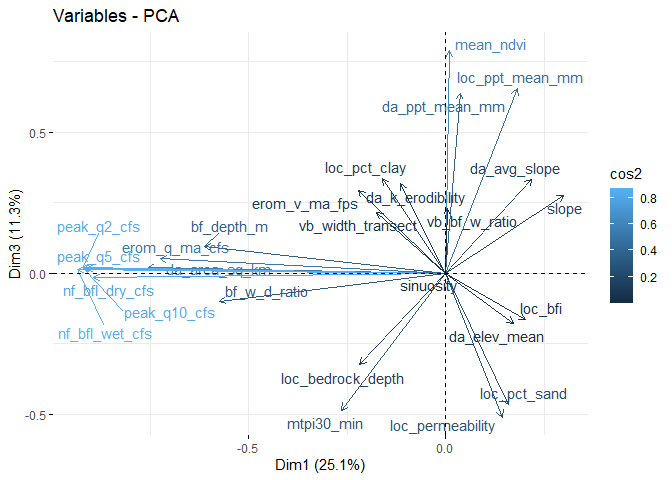 Variables - PCA
mean_ndvi
loc_ppt_mean_mm
da_ppt_mean_mm
0.5
loc_pct_clay
da_avg_slope
da_k_erodibility
erom_v_ma_fps
slope
peak_q2_cfs
bf_depth_m
vb_width_transect
vb_bf_w_ratio
erom_q_ma_cfs
peak_q5_cfs
0.0
sinuosity
nf_bfl_dry_cfs
bf_w_d_ratio
peak_q10_cfs
loc_bfi
nf_bfl_wet_cfs
da_elev_mean
loc_bedrock_depth
loc_pct_sand
-0.5
mtpi30_min
loc_permeability
-0.5
0.0
Dim1 (25.1%)
Dim3 (11.3%)
cos2
0.8
0.6
0.4
0.2